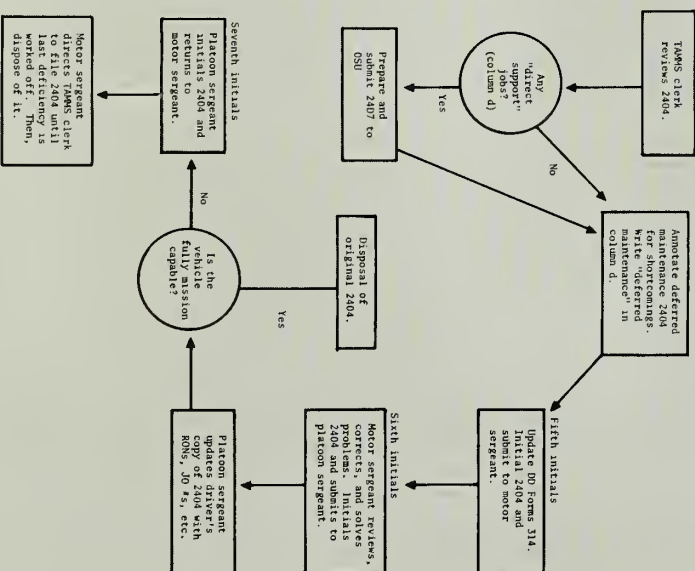 TAMMS clerk
reviews 2404.
Any
"direct
support"
jobs?
(column d)
No
Yes
Prepare and
submit 2407 to
DSU
Annotate deferred
maintenance 2404
for shortcomings.
Write "deferred
maintenance" in
column d.
Fifth initials
Update DD Forms 314.
Initial 2404 and
submit to motor
sergeant.
Sixth initials
Motor sergeant reviews,
corrects, and solves
problems. Initials
2404 and submits to
platoon sergeant.
Platoon sergeant
updates driver's
copy of 2404 with
RONs, JO #s, etc.
Is the
vehicle
fully mission
capable?
Yes
Disposal of
original 2404.
No
Seventh initials
Platoon sergeant
initials 2404 and
returns to
motor sergeant.
Motor sergeant
directs TAMMS clerk
to file 2404 until
last deficiency is
worked off. Then,
dispose of it.